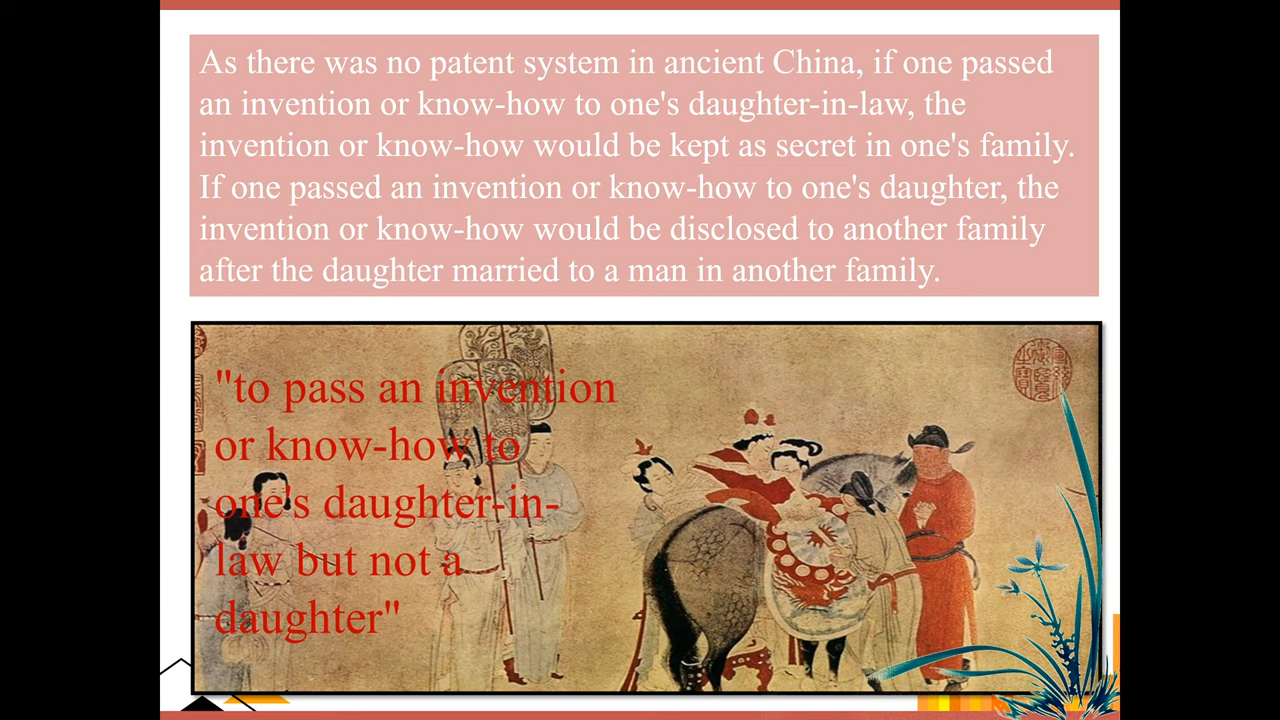 As there was no patent system in ancient China, if one passed
an invention or know-how to one's daughter-in-law, the
invention or know-how would be kept as secret in one's family.
If one passed an invention or know-how to one's daughter, the
invention or know-how would be disclosed to another family
after the daughter married to a man in another family.
"to pass an invention
or know-how to
one's daughter-in-
law but not a
daughter"